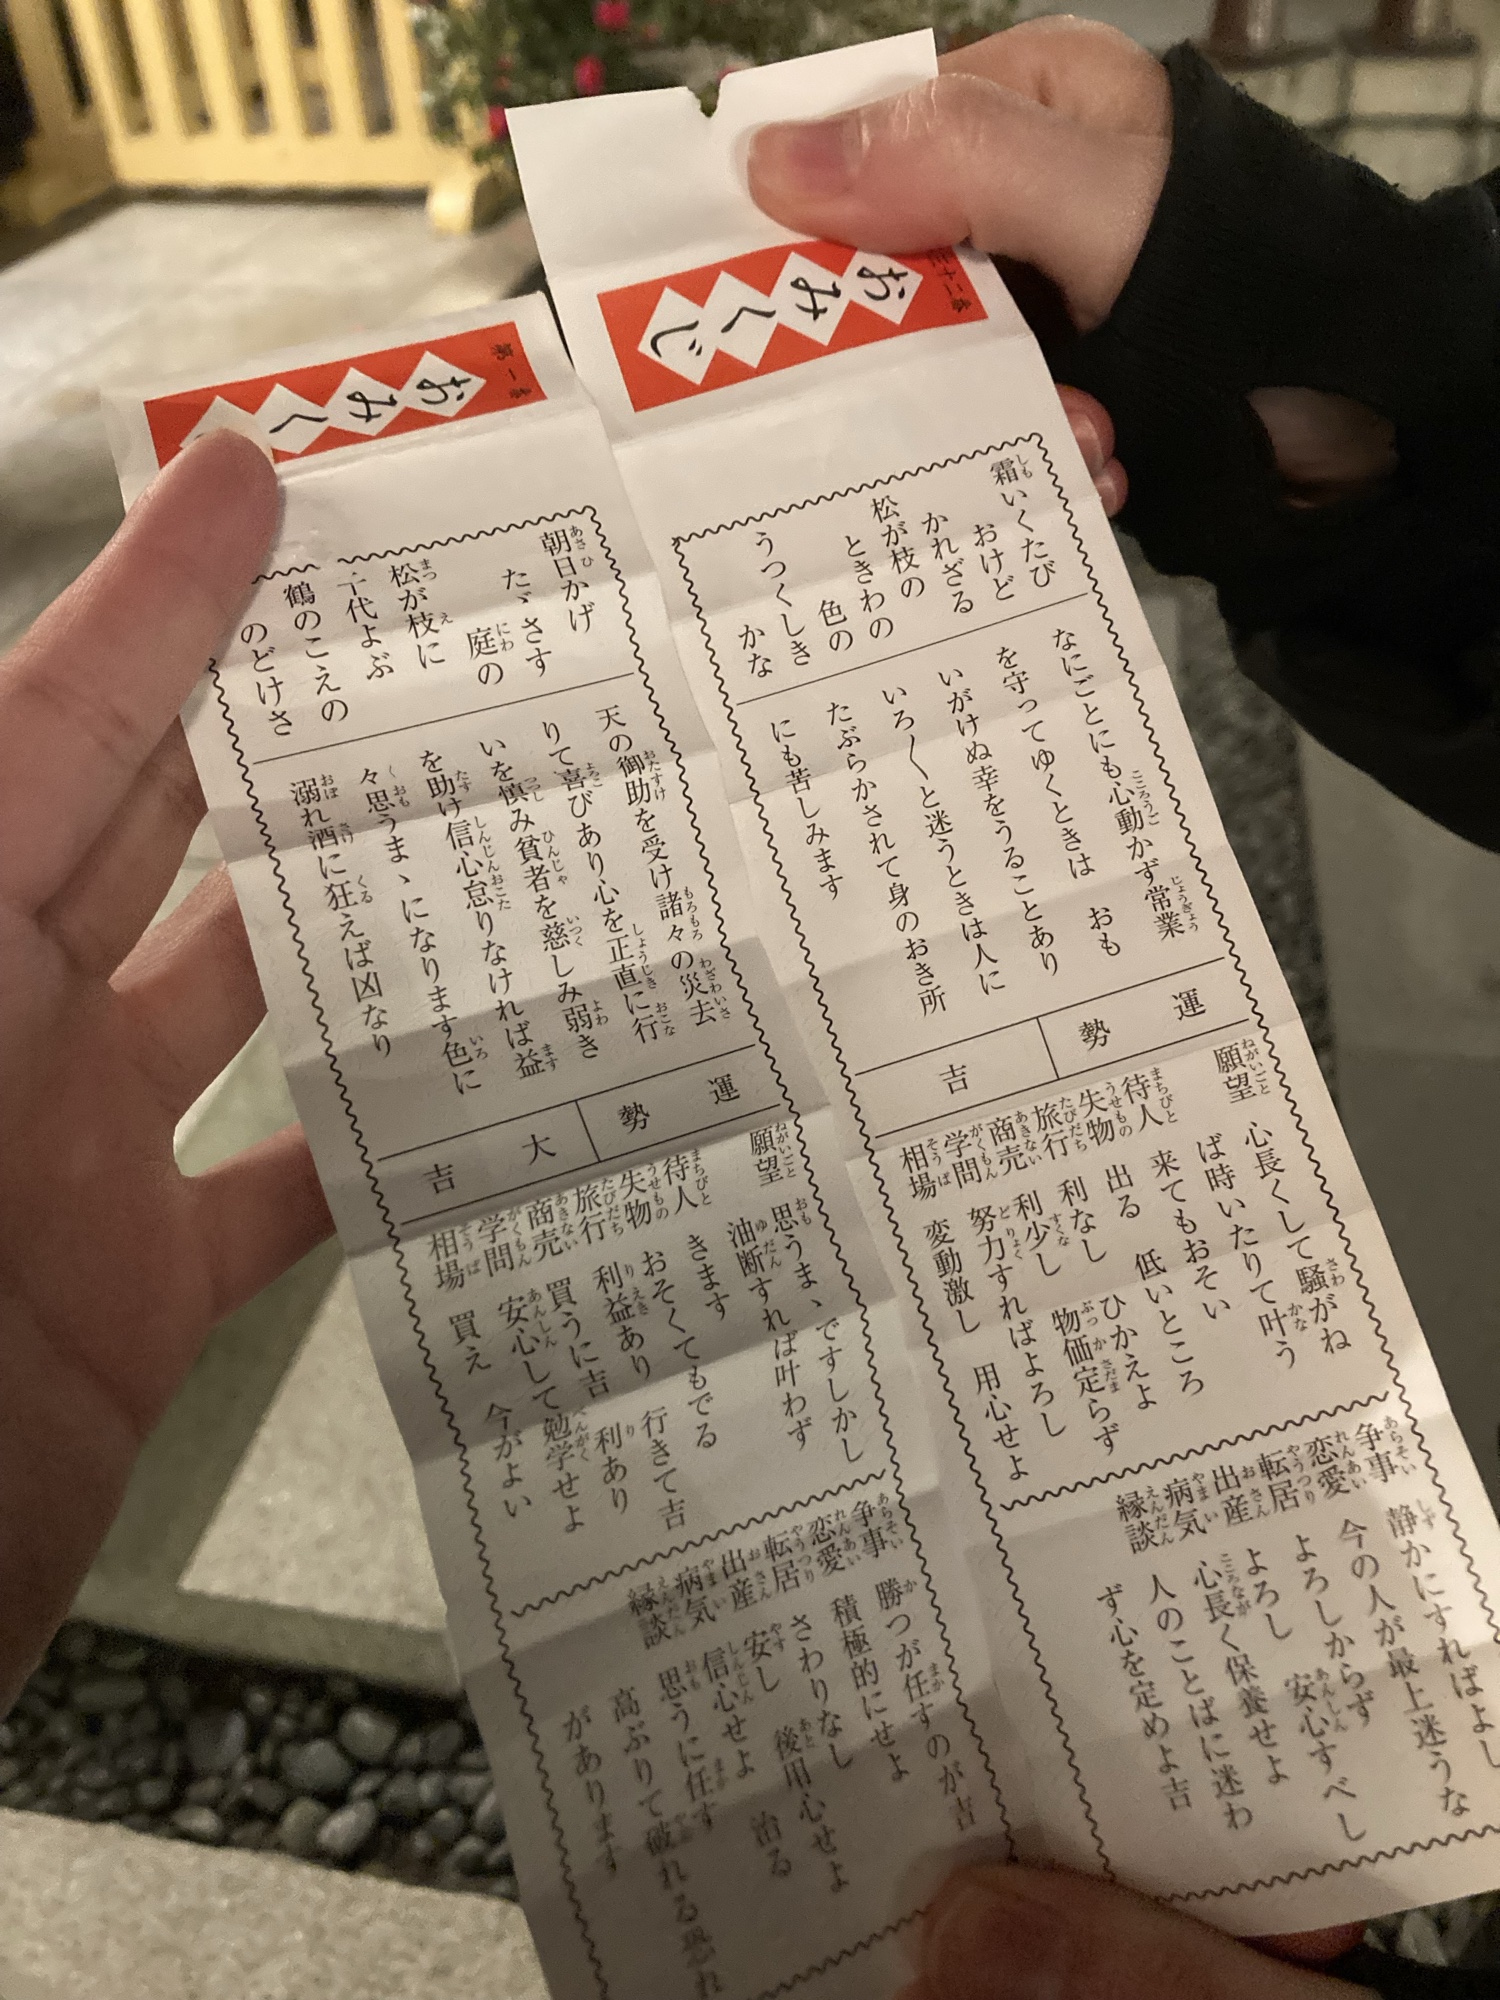 おみくじ
霜いくたび
おけど
かれざる
松が枝の
ときわの
色の
うつくしき
かな
なにごとにも心動かず常業
を守ってゆくときは おも
いがけぬ幸をうることあり
いろ〱と迷うときは人に
たぶらかされて身のおき所
にも苦しみます
運勢 吉
願望 心長くして騒がね
ば時いたりて叶う
待人 来てもおそい
失物 出る 低いところ
旅行 利なし ひかえよ
商売 利少し 物価定らず
学問 努力すればよろし
相場 変動激し 用心せよ
争事 静かにすればよし
恋愛 今の人が最上迷うな
転居 よろしからず
出産 よろし 安心すべし
病気 心長く保養せよ
縁談 人のことばに迷わ
ず心を定めよ吉
第一番
おみく
朝日かげ
たゞさす
庭の
松が枝に
千代よぶ
鶴のこえの
のどけさ
天の御助を受け諸々の災去
りて喜びあり心を正直に行
いを慎み貧者を慈しみ弱き
を助け信心怠りなければ益
々思うまゝになります色に
溺れ酒に狂えば凶なり
運勢 大吉
願望 思うまゝですしかし
油断すれば叶わず
待人 きます
失物 おそくてもでる
旅行 利益あり 行きて吉
商売 買うに吉 利あり
学問 安心して勉学せよ
相場 買え 今がよい
争事 勝つが任すのが吉
恋愛 積極的にせよ
転居 さわりなし
出産 安し 後用心せよ
病気 信心せよ 治る
縁談 思うに任す
高ぶりて破れる恐れ
があります